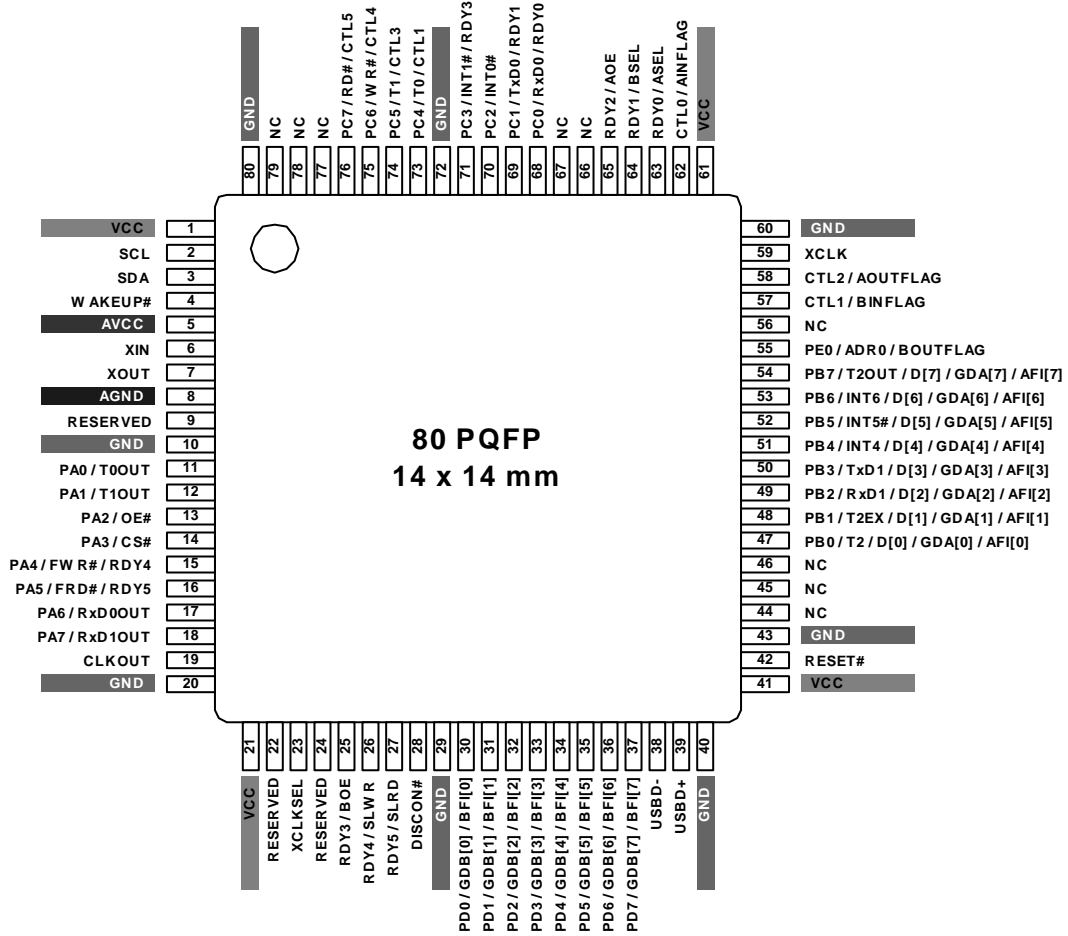 GND
NC
NC
NC
PC7 / RD# / CTL5
PC6 / WR# / CTL4
PC5 / T1 / CTL3
PC4 / T0 / CTL1
GND
PC3 / INT1# / RDY3
PC2 / INT0#
PC1 / TxD0 / RDY1
PC0 / RxD0 / RDY0
NC
NC
RDY2 / AOE
RDY1 / BSEL
RDY0 / ASEL
CTL0 / AINFLAG
VCC
80
79
78
77
76
75
74
73
72
71
70
69
68
67
66
65
64
63
62
61
VCC 1
SCL 2
SDA 3
WAKEUP# 4
AVCC 5
XIN 6
XOUT 7
AGND 8
RESERVED 9
GND 10
PA0 / T0OUT 11
PA1 / T1OUT 12
PA2 / OE# 13
PA3 / CS# 14
PA4 / FWR# / RDY4 15
PA5 / FRD# / RDY5 16
PA6 / RxD0OUT 17
PA7 / RxD1OUT 18
CLKOUT 19
GND 20
80 PQFP
14 x 14 mm
60 GND
59 XCLK
58 CTL2 / AOUTFLAG
57 CTL1 / BINFLAG
56 NC
55 PE0 / ADR0 / BOUTFLAG
54 PB7 / T2OUT / D[7] / GDA[7] / AFI[7]
53 PB6 / INT6 / D[6] / GDA[6] / AFI[6]
52 PB5 / INT5# / D[5] / GDA[5] / AFI[5]
51 PB4 / INT4 / D[4] / GDA[4] / AFI[4]
50 PB3 / TxD1 / D[3] / GDA[3] / AFI[3]
49 PB2 / RxD1 / D[2] / GDA[2] / AFI[2]
48 PB1 / T2EX / D[1] / GDA[1] / AFI[1]
47 PB0 / T2 / D[0] / GDA[0] / AFI[0]
46 NC
45 NC
44 NC
43 GND
42 RESET#
41 VCC
21
22
23
24
25
26
27
28
29
30
31
32
33
34
35
36
37
38
39
40
VCC
RESERVED
XCLKSEL
RESERVED
RDY3 / BOE
RDY4 / SLWR
RDY5 / SLRD
DISCON#
GND
PD0 / GDB[0] / BFI[0]
PD1 / GDB[1] / BFI[1]
PD2 / GDB[2] / BFI[2]
PD3 / GDB[3] / BFI[3]
PD4 / GDB[4] / BFI[4]
PD5 / GDB[5] / BFI[5]
PD6 / GDB[6] / BFI[6]
PD7 / GDB[7] / BFI[7]
USBD-
USBD+
GND